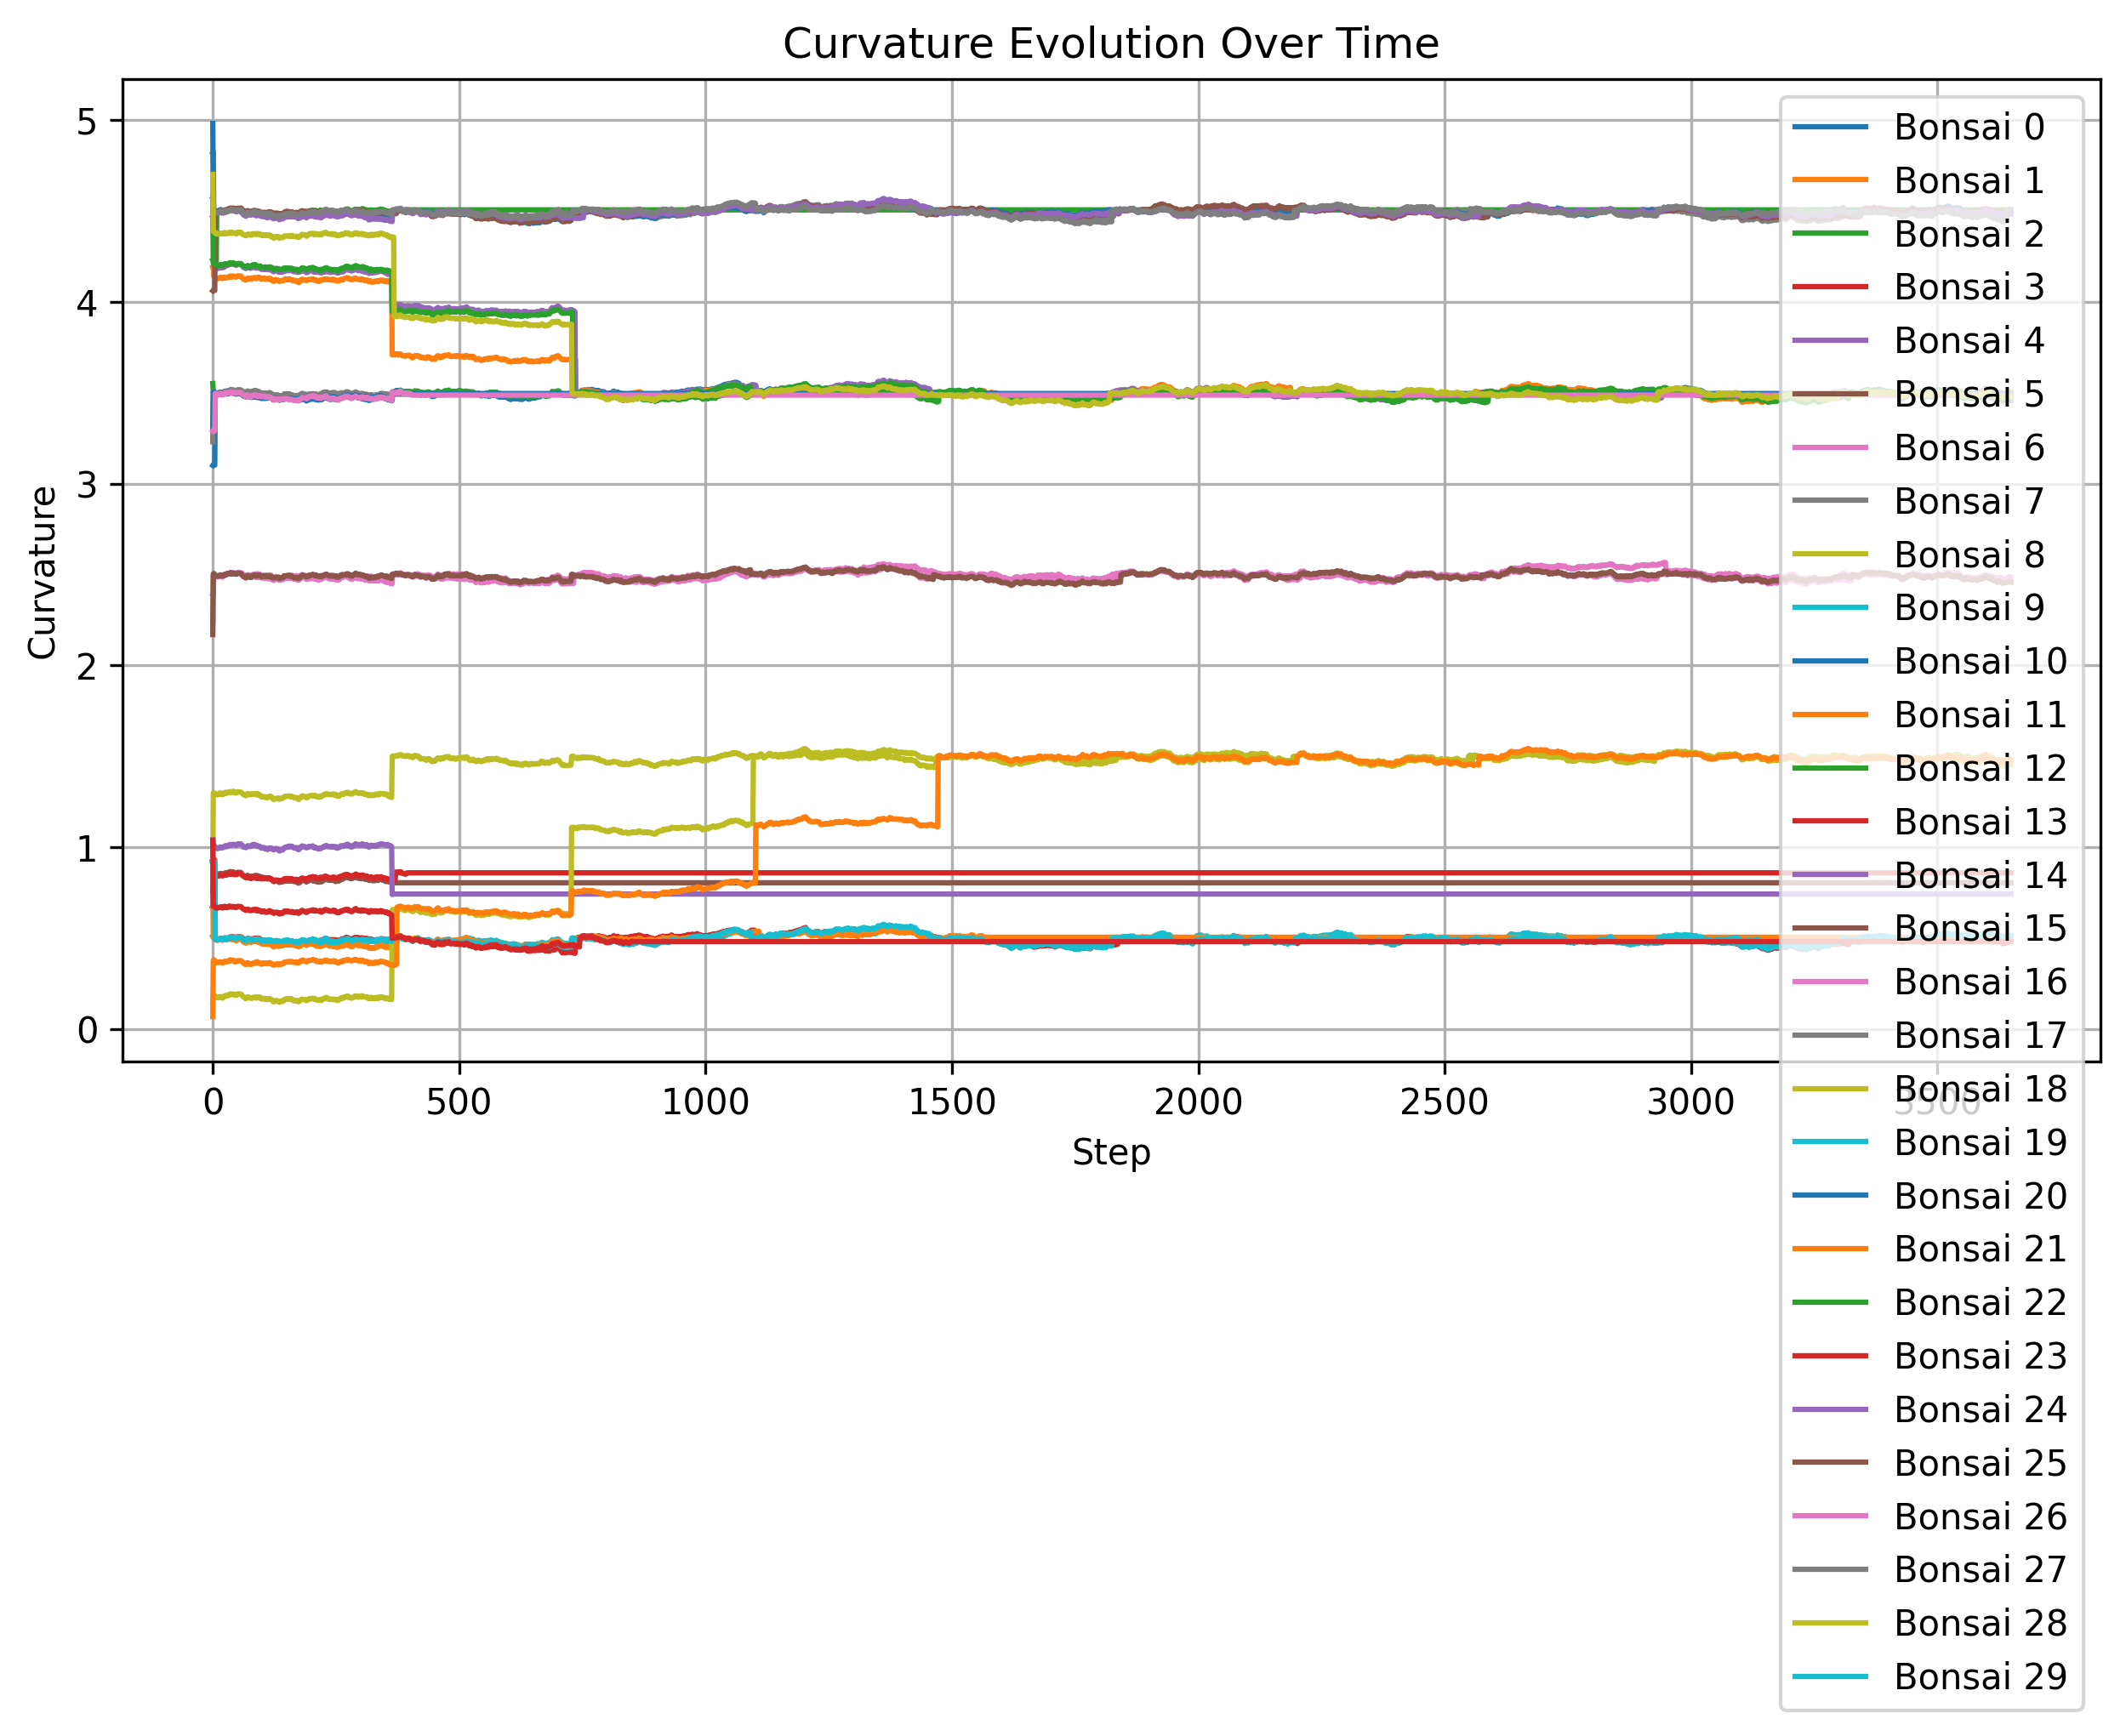 Curvature Evolution Over Time
5
4
3
2
1
0
Curvature
0
500
1000
1500
2000
2500
3000
3500
Step
Bonsai 0
Bonsai 1
Bonsai 2
Bonsai 3
Bonsai 4
Bonsai 5
Bonsai 6
Bonsai 7
Bonsai 8
Bonsai 9
Bonsai 10
Bonsai 11
Bonsai 12
Bonsai 13
Bonsai 14
Bonsai 15
Bonsai 16
Bonsai 17
Bonsai 18
Bonsai 19
Bonsai 20
Bonsai 21
Bonsai 22
Bonsai 23
Bonsai 24
Bonsai 25
Bonsai 26
Bonsai 27
Bonsai 28
Bonsai 29